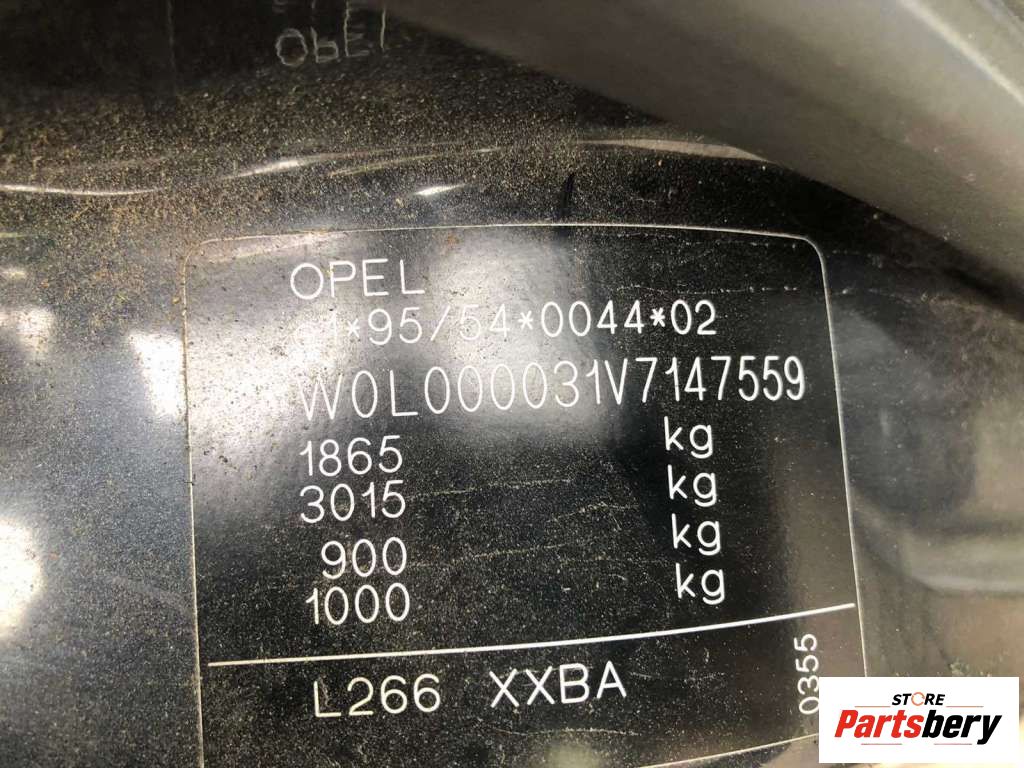 OPEL
1*95/54*0044*02
W0L000031V7147559
1865 kg
3015 kg
900 kg
1000 kg
L266 XXBA
0355
STORE
Partsbery